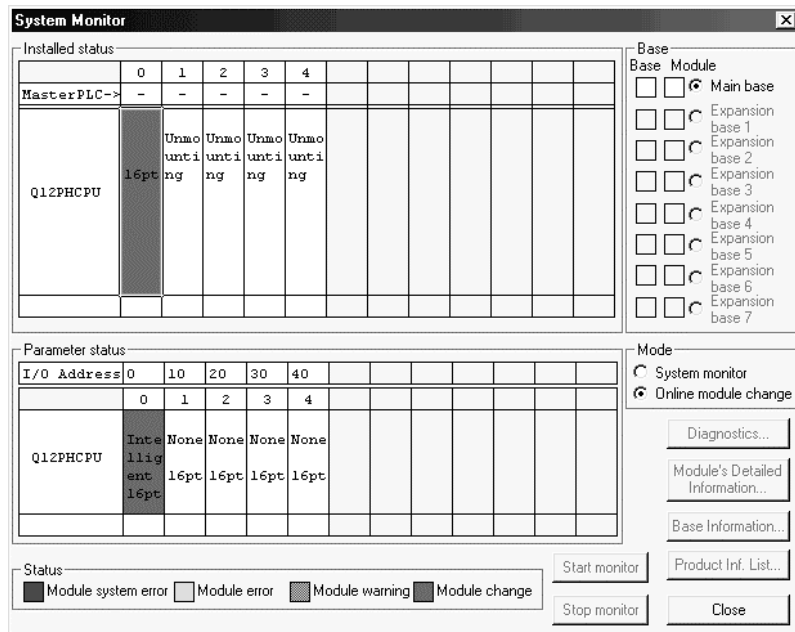 System Monitor
Installed status
0 1 2 3 4
MasterPLC-> - - - - -
Q12PHCPU
16pt
Unmo
unti
ng
Unmo
unti
ng
Unmo
unti
ng
Unmo
unti
ng
Base
Base Module
Main base
Expansion
base 1
Expansion
base 2
Expansion
base 3
Expansion
base 4
Expansion
base 5
Expansion
base 6
Expansion
base 7
Parameter status
I/O Address 0 10 20 30 40
0 1 2 3 4
Q12PHCPU
Inte
llig
ent
16pt
None
16pt
None
16pt
None
16pt
None
16pt
Mode
System monitor
Online module change
Diagnostics...
Module's Detailed
Information...
Base Information...
Product Inf. List...
Status
Module system error Module error Module warning Module change
Start monitor
Stop monitor
Close